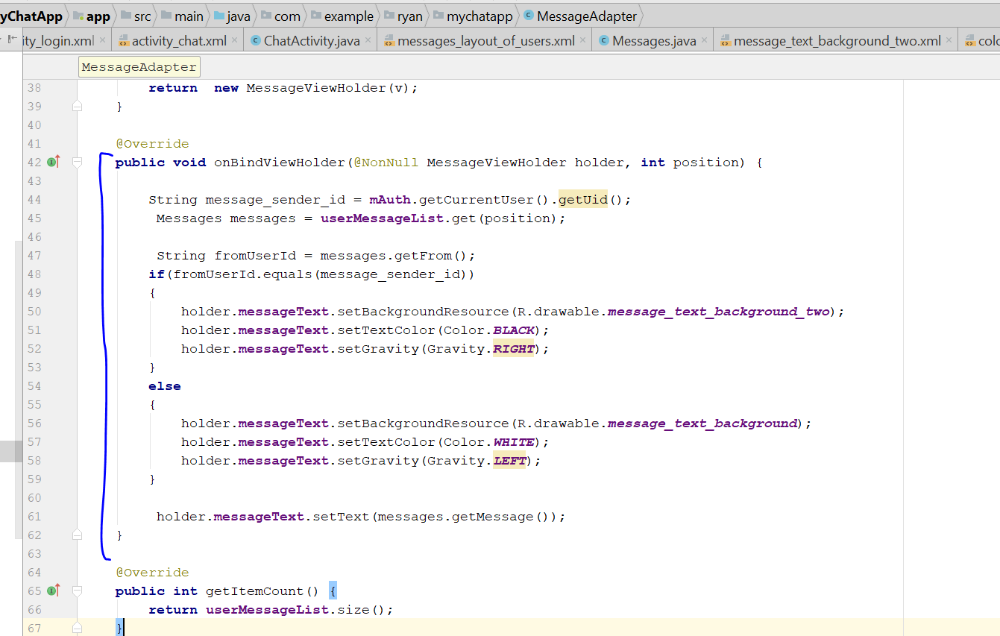 yChatApp app src main java com example ryan mychatapp MessageAdapter
ity_login.xml activity_chat.xml ChatActivity.java messages_layout_of_users.xml Messages.java message_text_background_two.xml colo
MessageAdapter
38 return new MessageViewHolder(v);
39 }
40
41 @Override
42 public void onBindViewHolder(@NonNull MessageViewHolder holder, int position) {
43
44 String message_sender_id = mAuth.getCurrentUser().getUid();
45 Messages messages = userMessageList.get(position);
46
47 String fromUserId = messages.getFrom();
48 if(fromUserId.equals(message_sender_id))
49 {
50 holder.messageText.setBackgroundResource(R.drawable.message_text_background_two);
51 holder.messageText.setTextColor(Color.BLACK);
52 holder.messageText.setGravity(Gravity.RIGHT);
53 }
54 else
55 {
56 holder.messageText.setBackgroundResource(R.drawable.message_text_background);
57 holder.messageText.setTextColor(Color.WHITE);
58 holder.messageText.setGravity(Gravity.LEFT);
59 }
60
61 holder.messageText.setText(messages.getMessage());
62 }
63
64 @Override
65 public int getItemCount() {
66 return userMessageList.size();
67 }